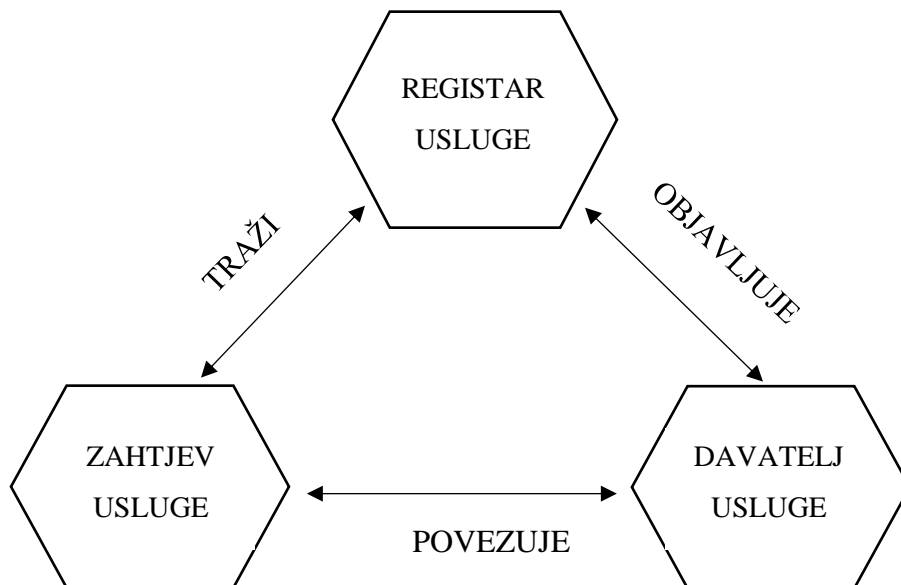 REGISTAR
USLUGE
TRAŽI
OBJAVLJUJE
ZAHTJEV
USLUGE
DAVATELJ
USLUGE
POVEZUJE